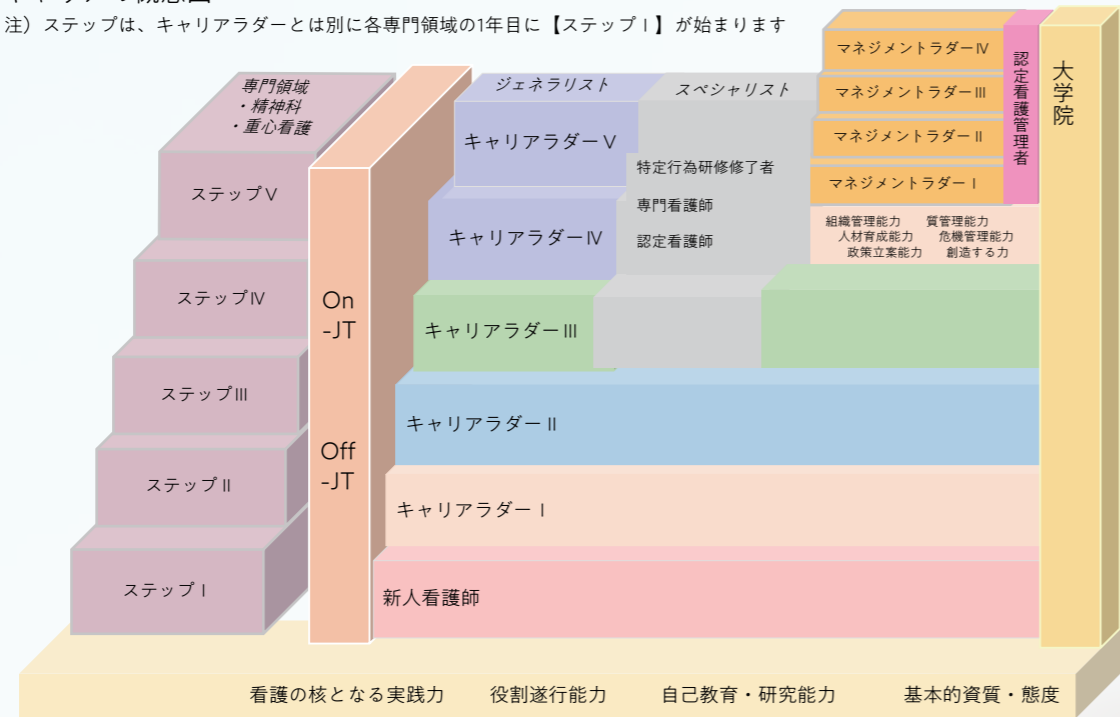 注）ステップは、キャリアラダーとは別に各専門領域の1年目に【ステップⅠ】が始まります
専門領域
・精神科
・重心看護
ステップⅤ
ステップⅣ
ステップⅢ
ステップⅡ
ステップⅠ
On
-JT
Off
-JT
ジェネラリスト
キャリアラダーⅤ
キャリアラダーⅣ
キャリアラダーⅢ
キャリアラダーⅡ
キャリアラダーⅠ
新人看護師
スペシャリスト
特定行為研修修了者
専門看護師
認定看護師
マネジメントラダーⅣ
マネジメントラダーⅢ
マネジメントラダーⅡ
マネジメントラダーⅠ
組織管理能力　質管理能力
人材育成能力　危機管理能力
政策立案能力　創造する力
認定看護管理者
大学院
看護の核となる実践力　役割遂行能力　自己教育・研究能力　基本的資質・態度